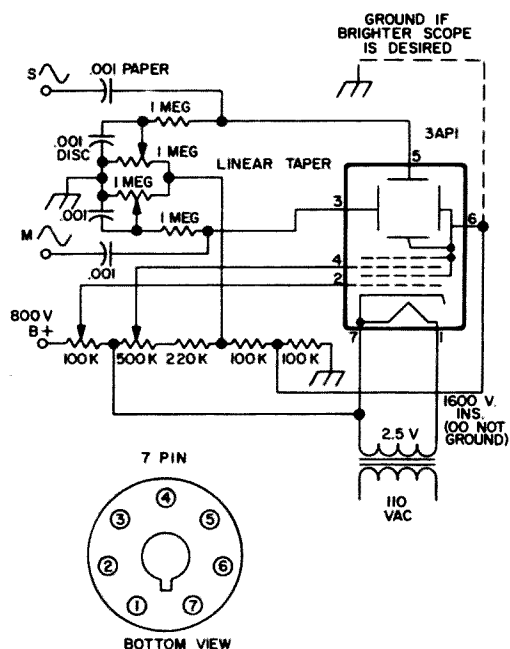 GROUND IF
BRIGHTER SCOPE
IS DESIRED
S
.001 PAPER
1 MEG
3AP1
.001
DISC
1 MEG
LINEAR TAPER
5
1 MEG
3
6
.001
1 MEG
M
.001
4
2
800 V
B+
100K
500K
220K
100K
100K
7
1
1600 V.
INS.
(DO NOT
GROUND)
2.5 V
7 PIN
110
VAC
4
3
5
2
6
1
7
BOTTOM VIEW